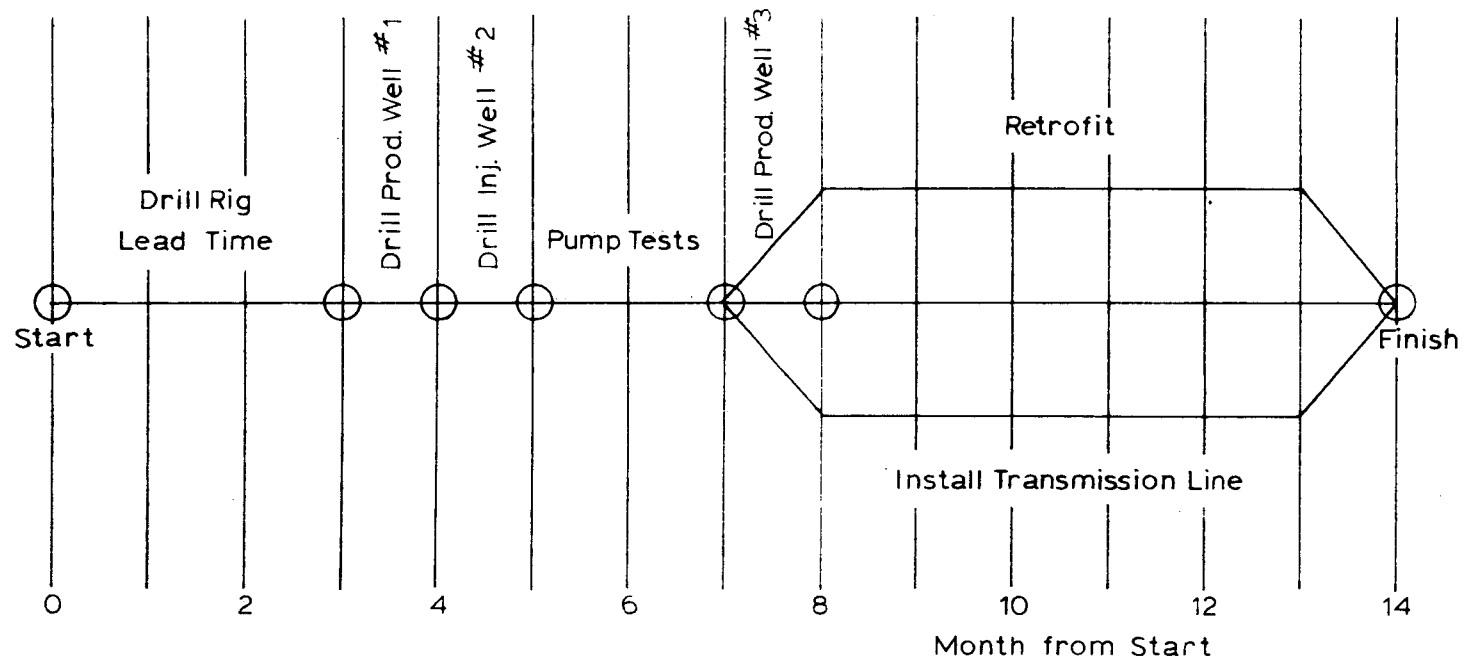 Drill Rig
Lead Time
Drill Prod. Well #1
Drill Inj. Well #2
Pump Tests
Drill Prod. Well #3
Retrofit
Start
Finish
Install Transmission Line
0 2 4 6 8 10 12 14
Month from Start